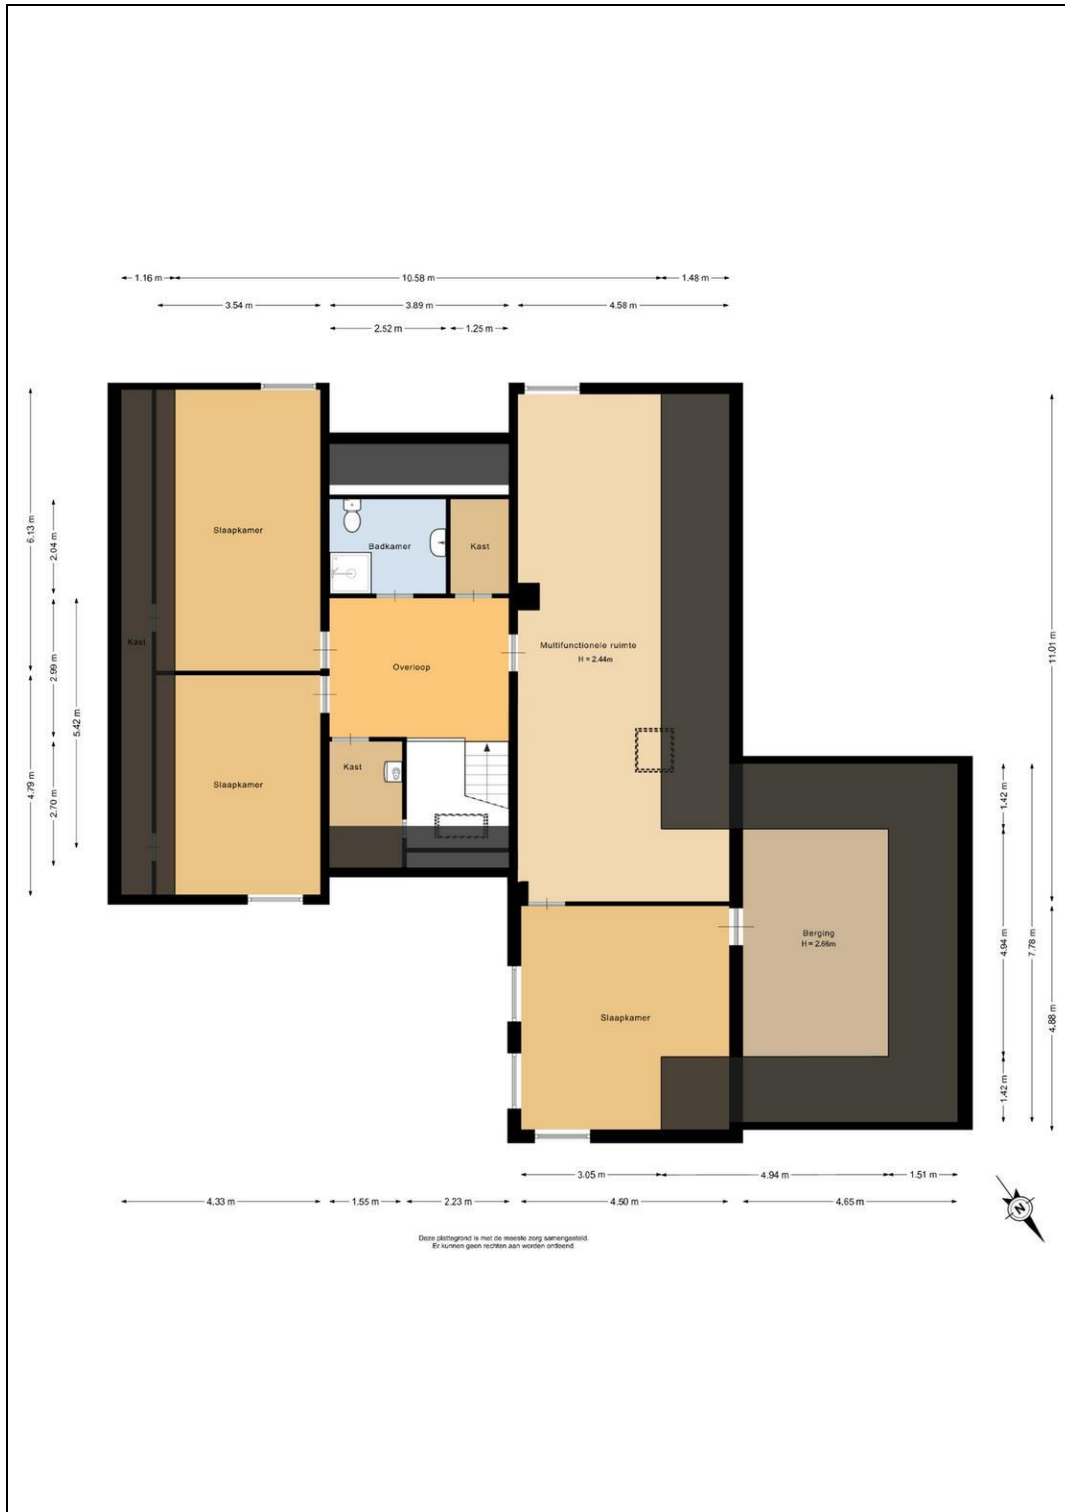 1.16 m
10.58 m
1.48 m
3.54 m
3.89 m
4.58 m
2.52 m
1.25 m
6.13 m
2.04 m
2.99 m
5.42 m
4.79 m
2.70 m
Slaapkamer
Badkamer
Kast
Kast
Overloop
Multifunctionele ruimte
H = 2.44m
Kast
Slaapkamer
Berging
H = 2.66m
Slaapkamer
11.01 m
1.42 m
4.94 m
7.78 m
4.88 m
1.42 m
3.05 m
4.94 m
1.51 m
4.33 m
1.55 m
2.23 m
4.50 m
4.65 m
N
Deze plattegrond is met de meeste zorg samengesteld.
Er kunnen geen rechten aan worden ontleend.